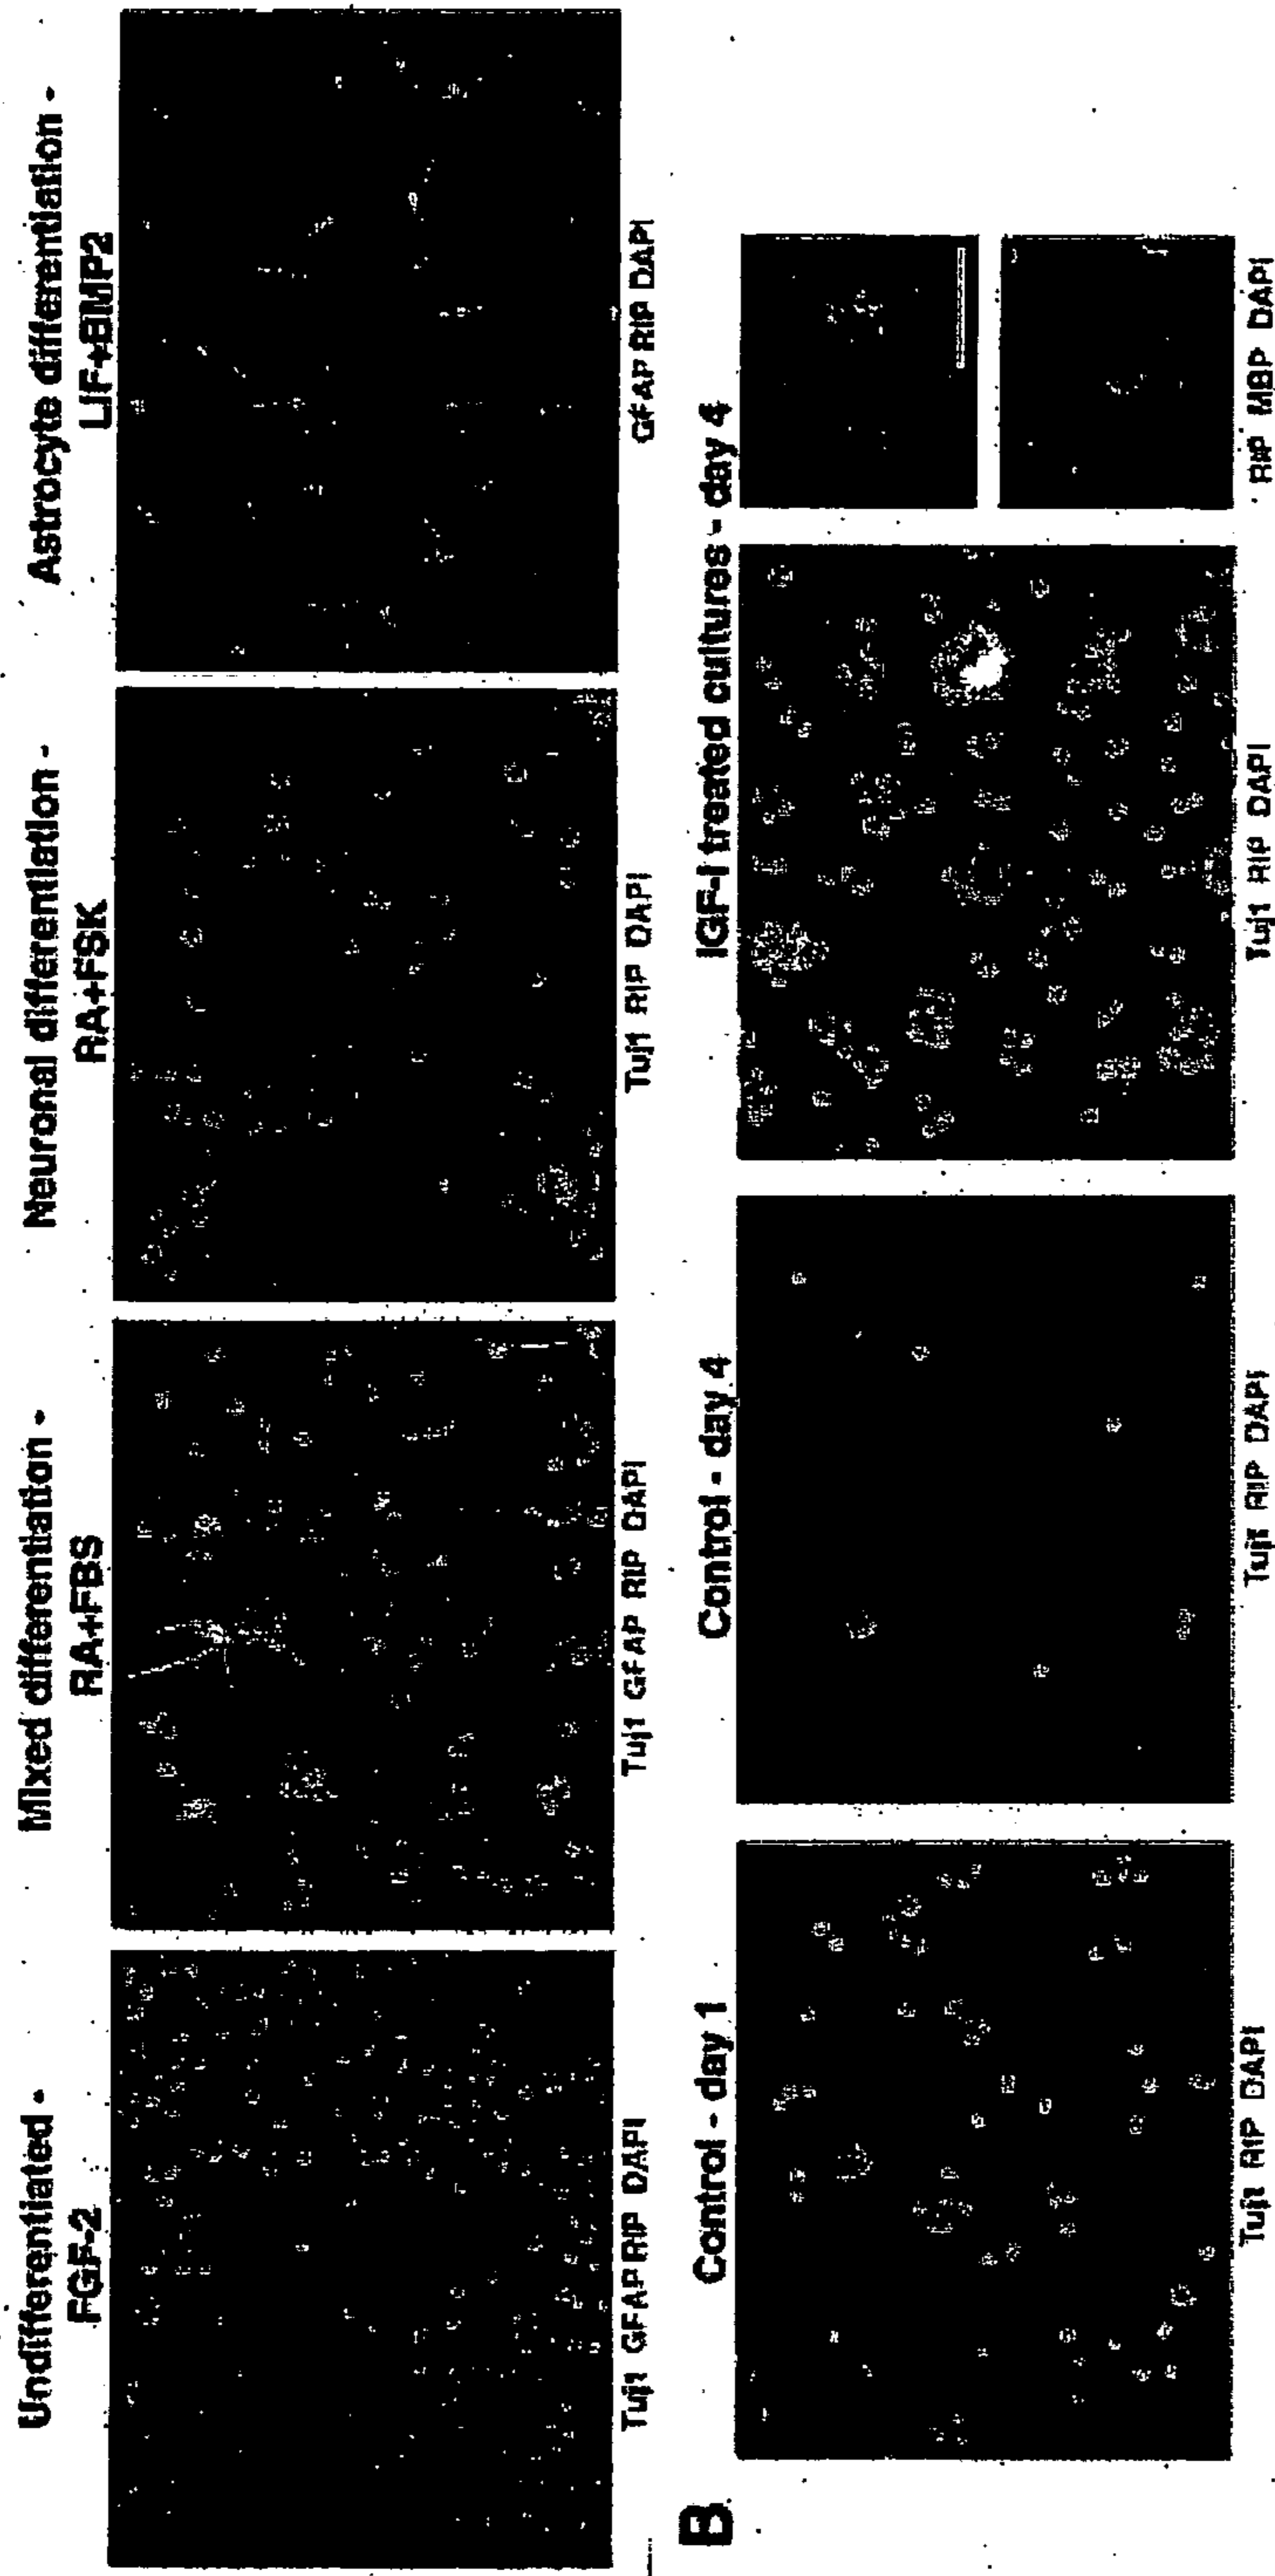 Undifferentiated -
FGF-2
Mixed differentiation -
RA+FBS
Neuronal differentiation -
RA+FSK
Astrocyte differentiation -
LIF+BMP2
Tuj1 GFAP RIP DAPI
Tuj1 GFAP RIP DAPI
Tuj1 RIP DAPI
GFAP RIP DAPI
B
Control - day 1
Control - day 4
IGF-I treated cultures - day 4
Tuj1 RIP DAPI
Tuj1 RIP DAPI
Tuj1 RIP DAPI
RIP MBP DAPI